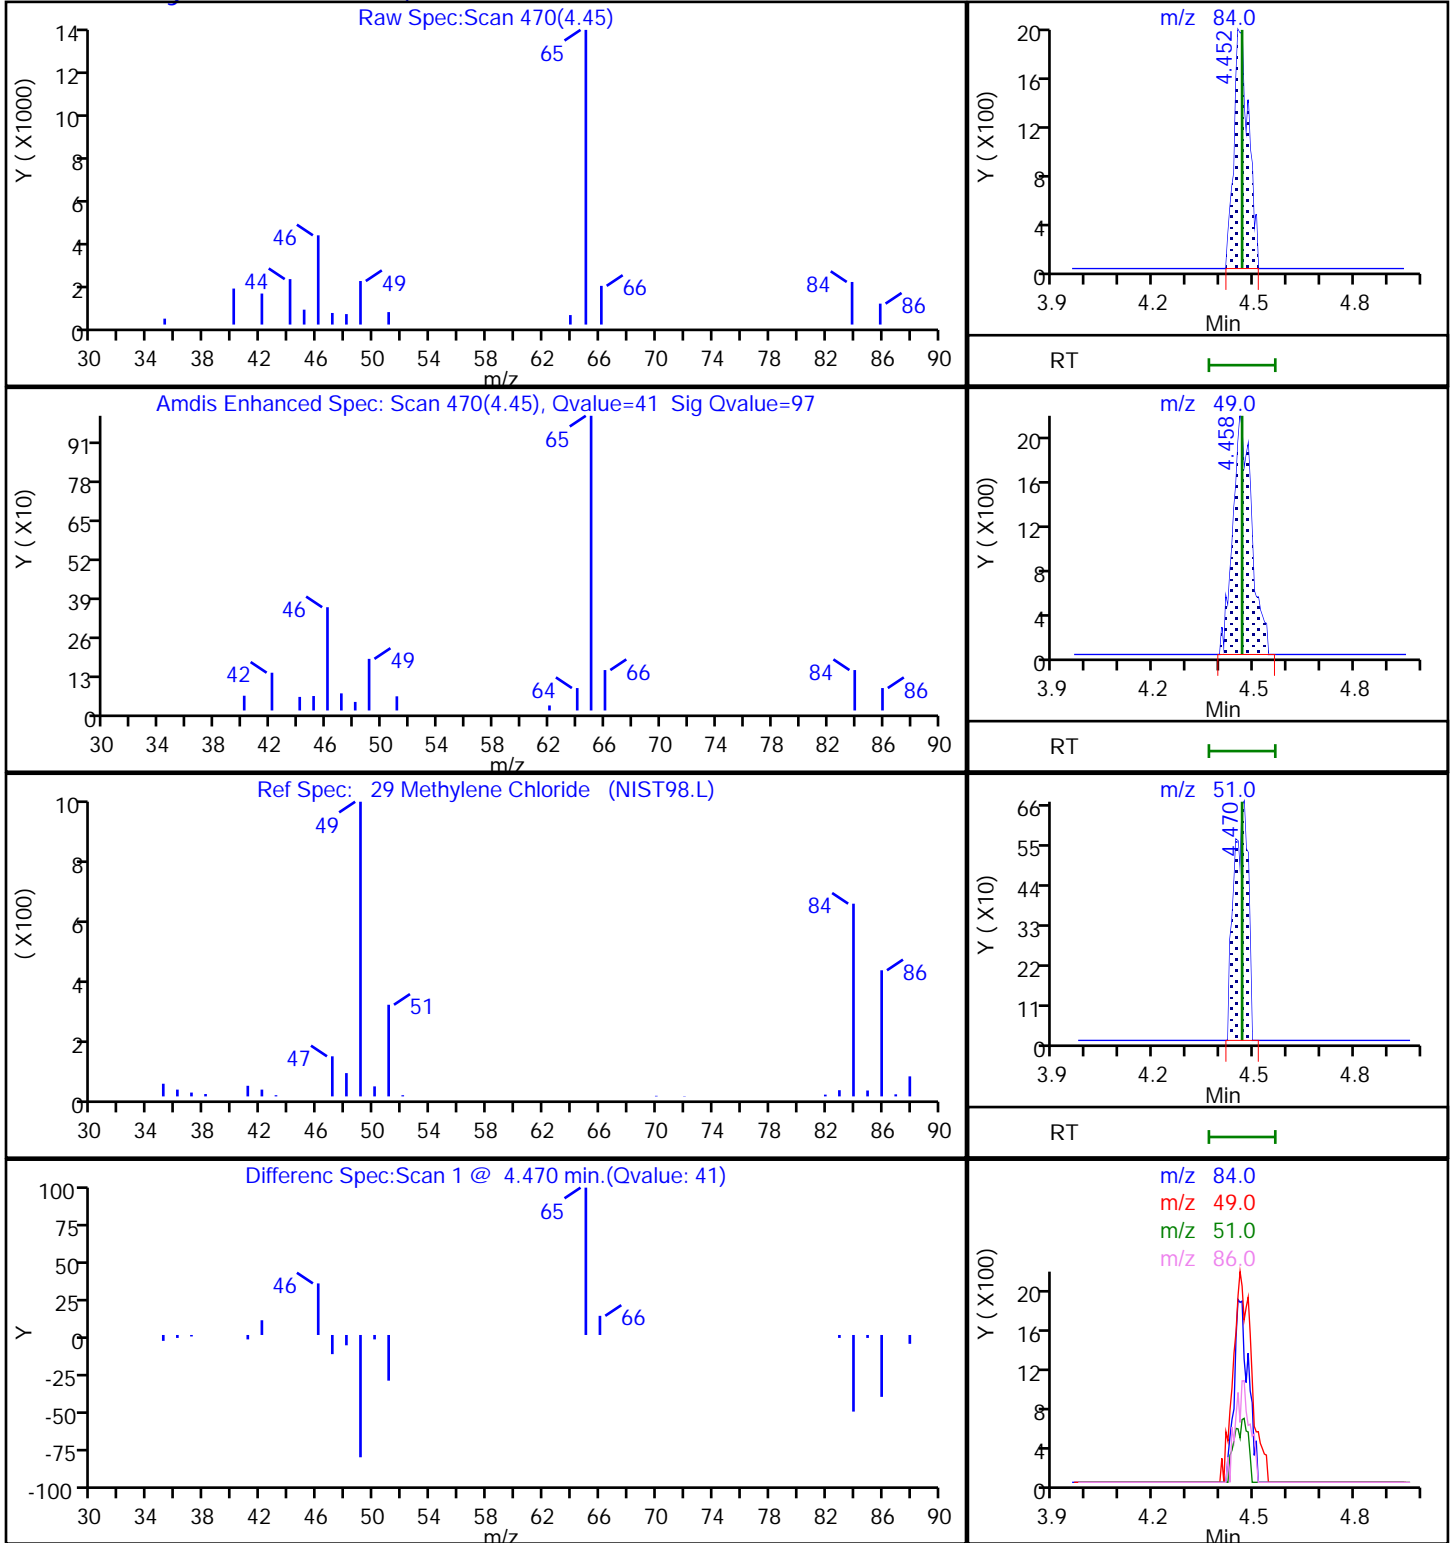 Raw Spec:Scan 470(4.45)
Y ( X1000)
14
12
10
8
6
4
2
0
65
46
44
49
66
84
86
30 34 38 42 46 50 54 58 62 66 70 74 78 82 86 90
m/z
m/z 84.0
Y ( X100)
20
16
12
8
4
0
4.452
3.9 4.2 4.5 4.8
Min
RT
Amdis Enhanced Spec: Scan 470(4.45), Qvalue=41 Sig Qvalue=97
Y ( X10)
91
78
65
52
39
26
13
0
65
46
42
49
64
66
84
86
30 34 38 42 46 50 54 58 62 66 70 74 78 82 86 90
m/z
m/z 49.0
Y ( X100)
20
16
12
8
4
0
4.458
3.9 4.2 4.5 4.8
Min
RT
Ref Spec: 29 Methylene Chloride (NIST98.L)
( X100)
10
8
6
4
2
0
49
84
86
51
47
30 34 38 42 46 50 54 58 62 66 70 74 78 82 86 90
m/z 51.0
Y ( X10)
66
55
44
33
22
11
0
4.470
3.9 4.2 4.5 4.8
Min
RT
Differenc Spec:Scan 1 @ 4.470 min.(Qvalue: 41)
Y
100
75
50
25
0
-25
-50
-75
-100
65
46
66
30 34 38 42 46 50 54 58 62 66 70 74 78 82 86 90
m/z
m/z 84.0
m/z 49.0
m/z 51.0
m/z 86.0
Y ( X100)
20
16
12
8
4
0
3.9 4.2 4.5 4.8
Min